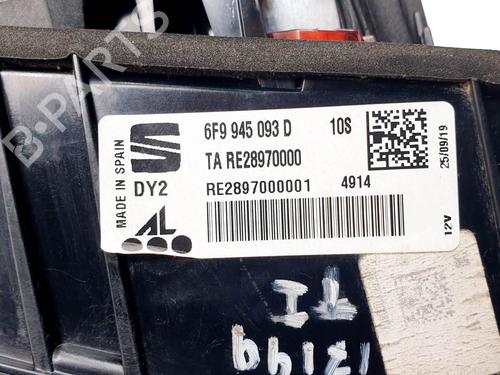 B-PARTS
MADE IN SPAIN
6F9 945 093 D 10S
TA RE28970000
DY2
RE2897000001 4914
AL
25/09/19
12V